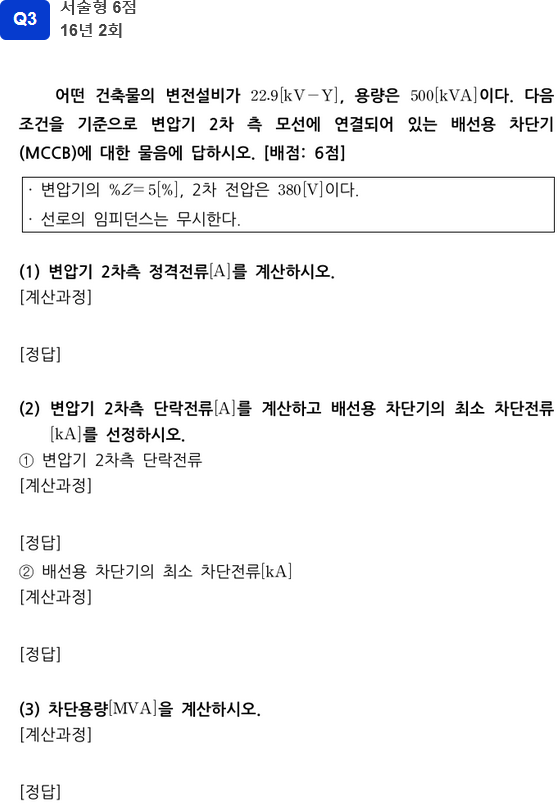 Q3
서술형 6점
16년 2회
어떤 건축물의 변전설비가 22.9[kV-Y], 용량은 500[kVA]이다. 다음
조건을 기준으로 변압기 2차 측 모선에 연결되어 있는 배선용 차단기
(MCCB)에 대한 물음에 답하시오. [배점: 6점]
· 변압기의 %Z=5[%], 2차 전압은 380[V]이다.
· 선로의 임피던스는 무시한다.
(1) 변압기 2차측 정격전류[A]를 계산하시오.
[계산과정]
[정답]
(2) 변압기 2차측 단락전류[A]를 계산하고 배선용 차단기의 최소 차단전류
[kA]를 선정하시오.
① 변압기 2차측 단락전류
[계산과정]
[정답]
② 배선용 차단기의 최소 차단전류[kA]
[계산과정]
[정답]
(3) 차단용량[MVA]을 계산하시오.
[계산과정]
[정답]